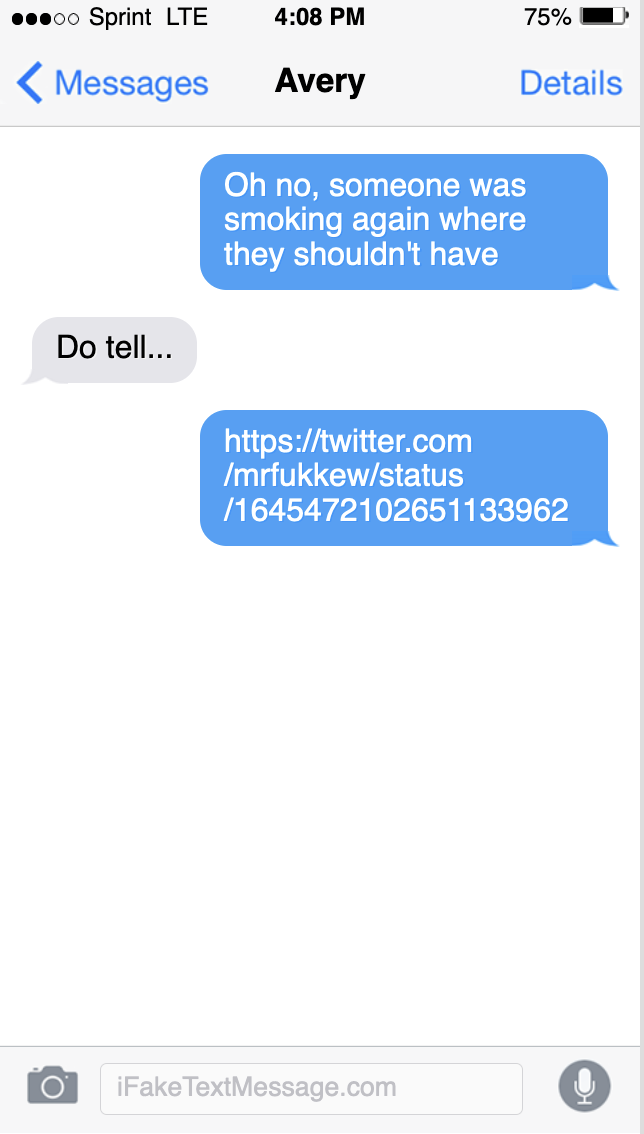 Sprint LTE 4:08 PM 75%
Messages Avery Details
Oh no, someone was
smoking again where
they shouldn't have
Do tell...
https://twitter.com
/mrfukkew/status
/1645472102651133962
iFakeTextMessage.com